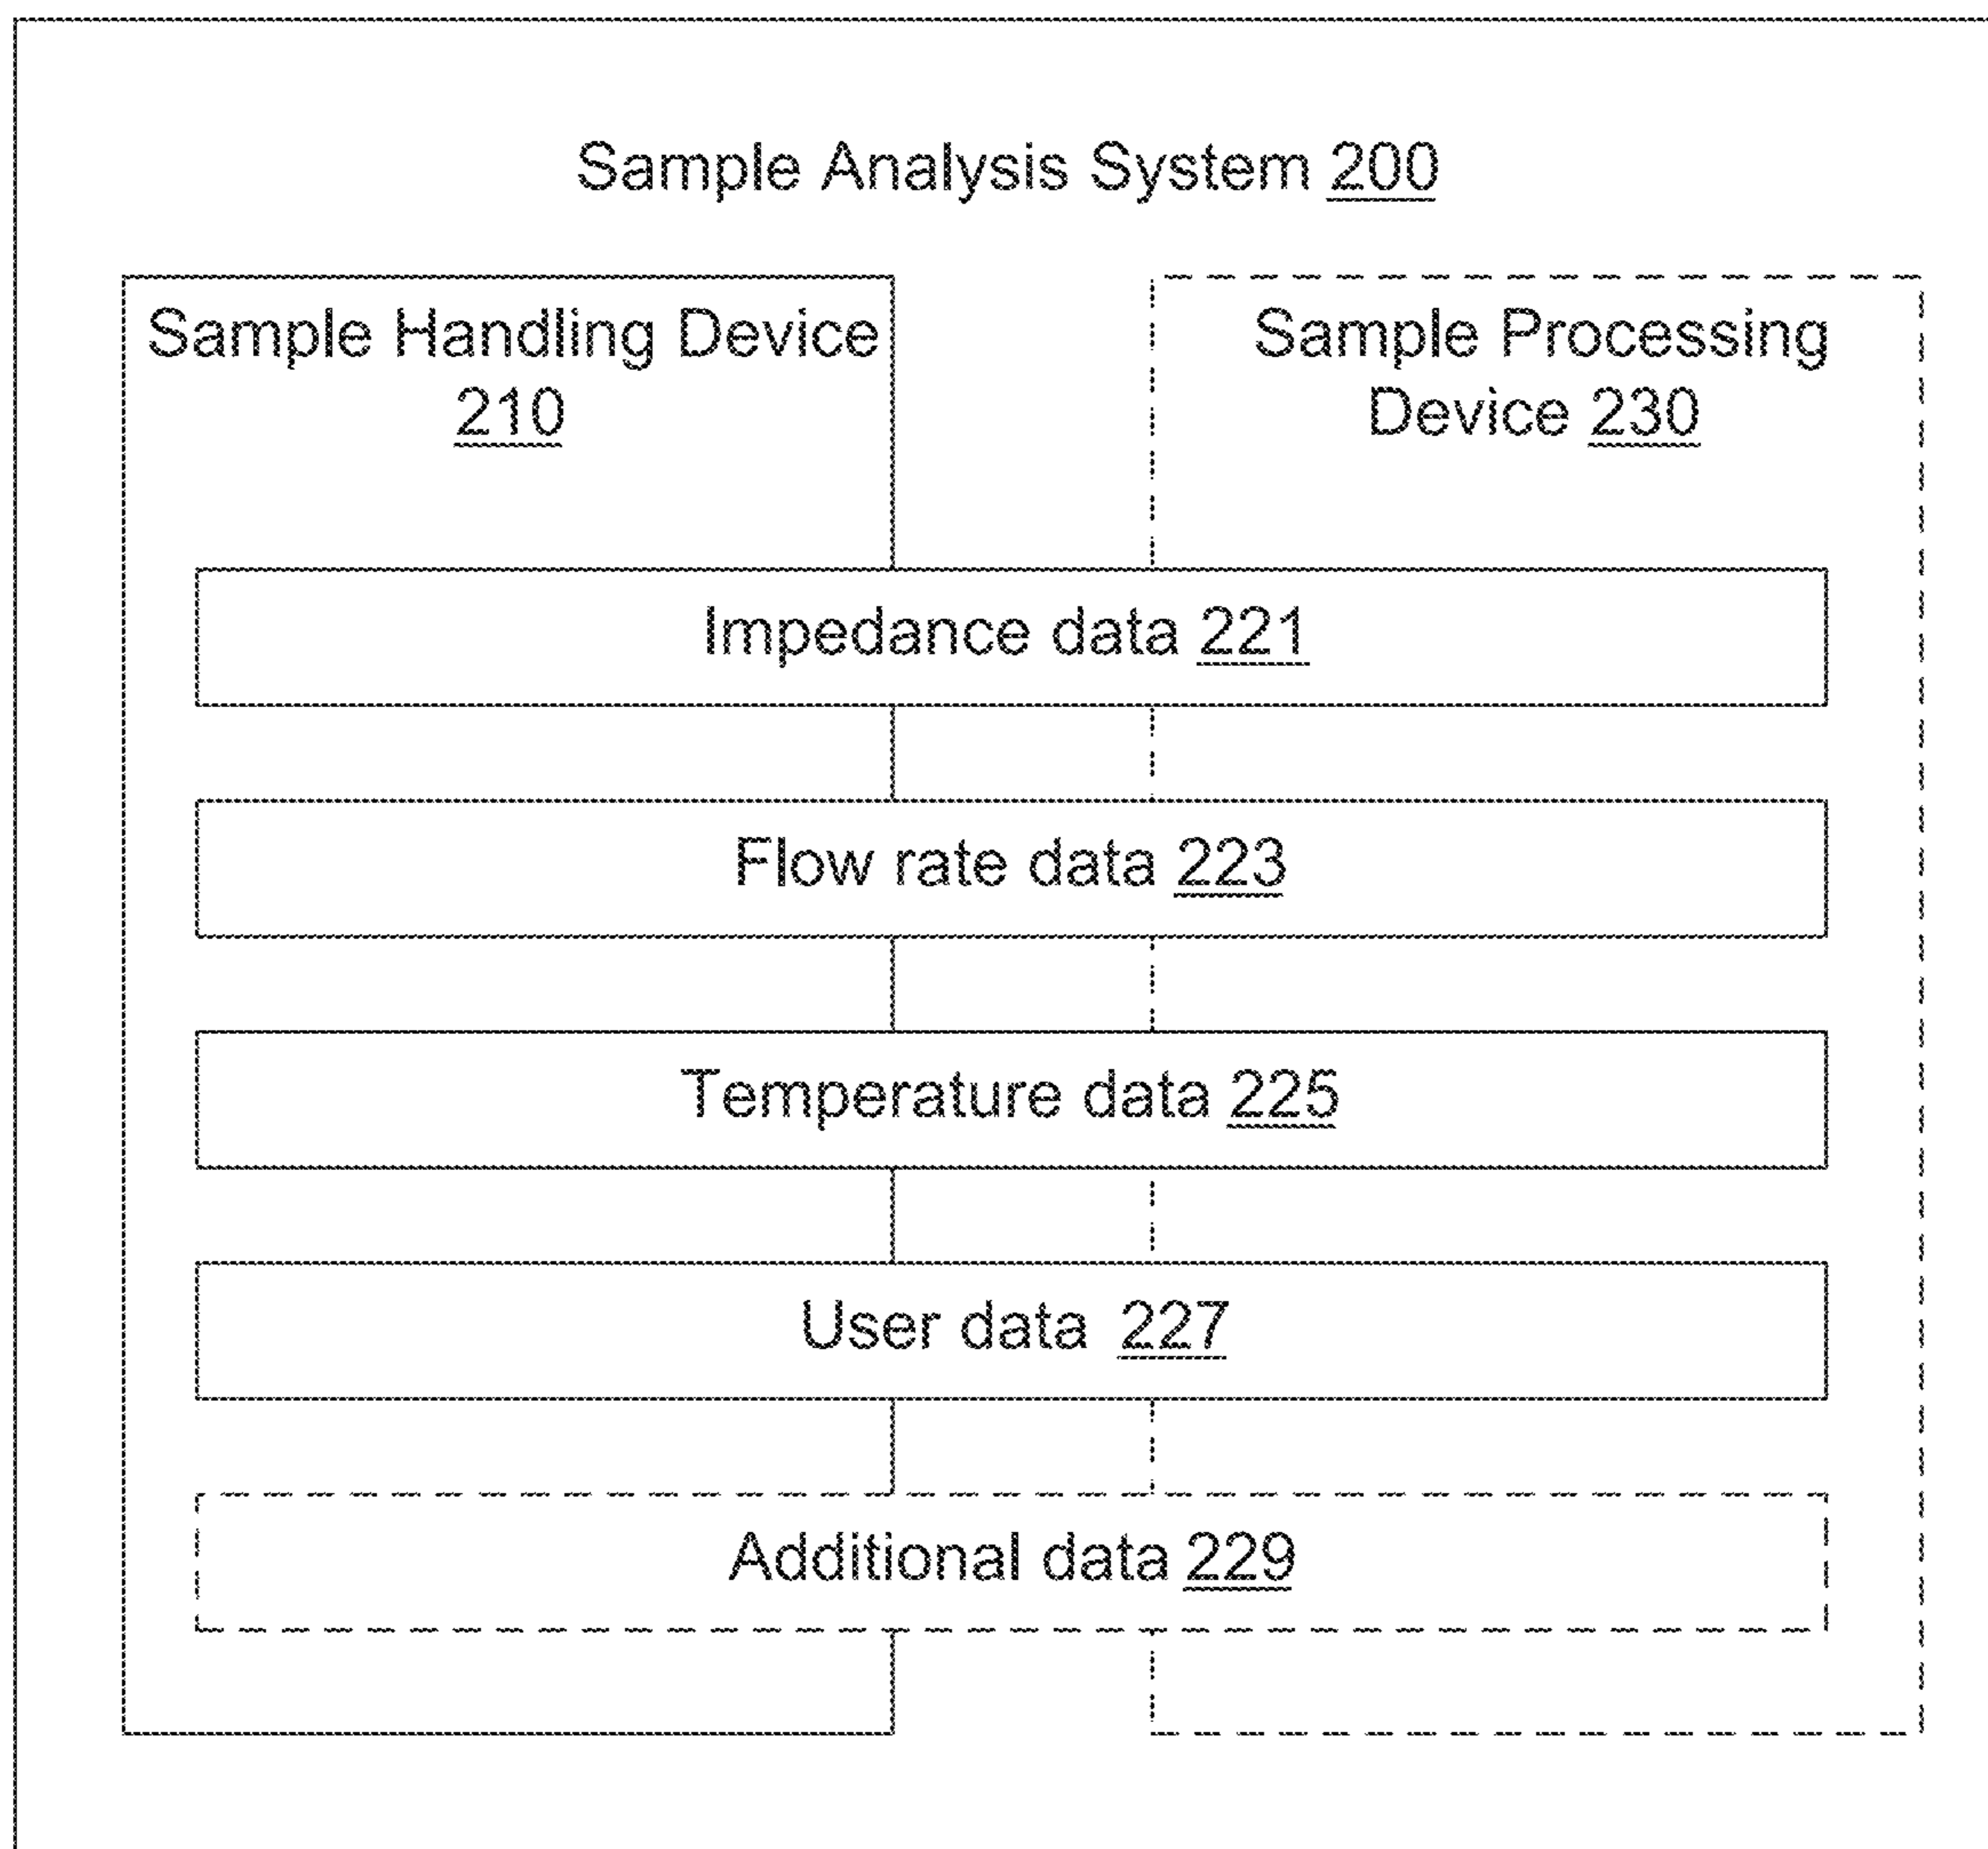 Sample Analysis System 200
Sample Handling Device
210
Sample Processing
Device 230
Impedance data 221
Flow rate data 223
Temperature data 225
User data 227
Additional data 229